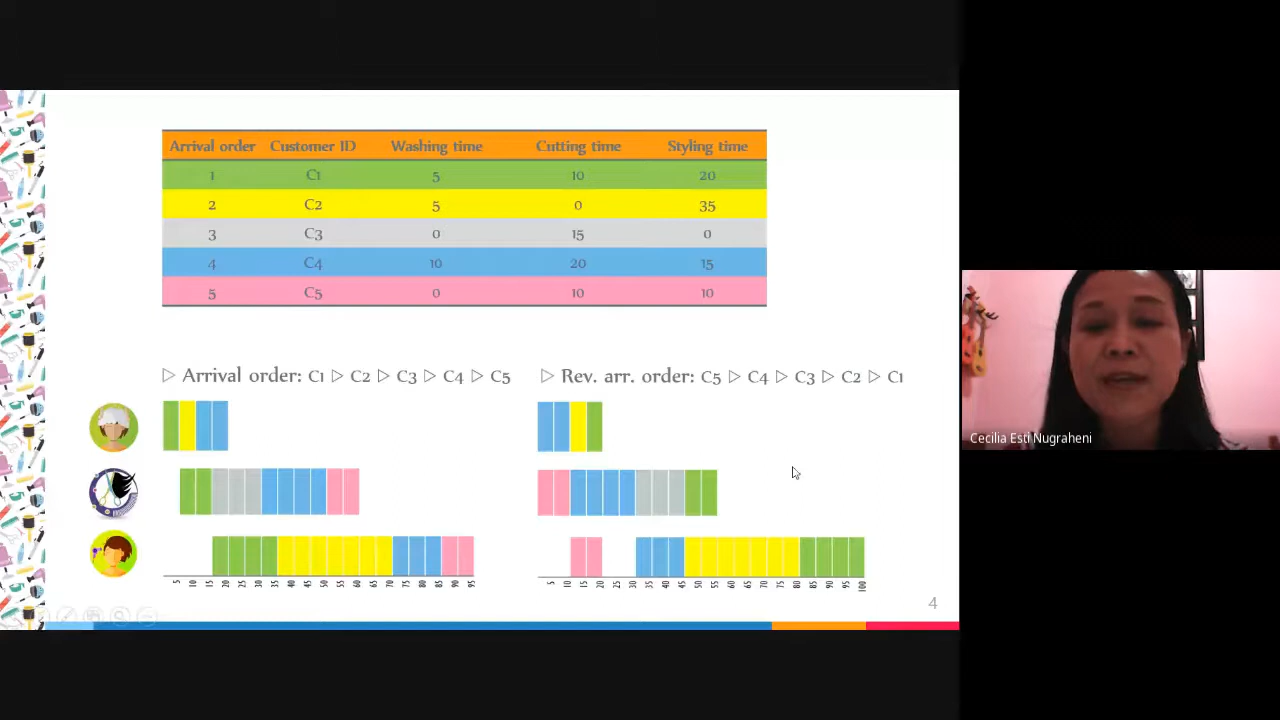 Arrival order Customer ID Washing time Cutting time Styling time
1 C1 5 10 20
2 C2 5 0 35
3 C3 0 15 0
4 C4 10 20 15
5 C5 0 10 10
▷ Arrival order: C1 ▷ C2 ▷ C3 ▷ C4 ▷ C5
▷ Rev. arr. order: C5 ▷ C4 ▷ C3 ▷ C2 ▷ C1
5 10 15 20 25 30 35 40 45 50 55 60 65 70 75 80 85 90 95
5 10 15 20 25 30 35 40 45 50 55 60 65 70 75 80 85 90 95 100
4
Cecilia Esti Nugraheni